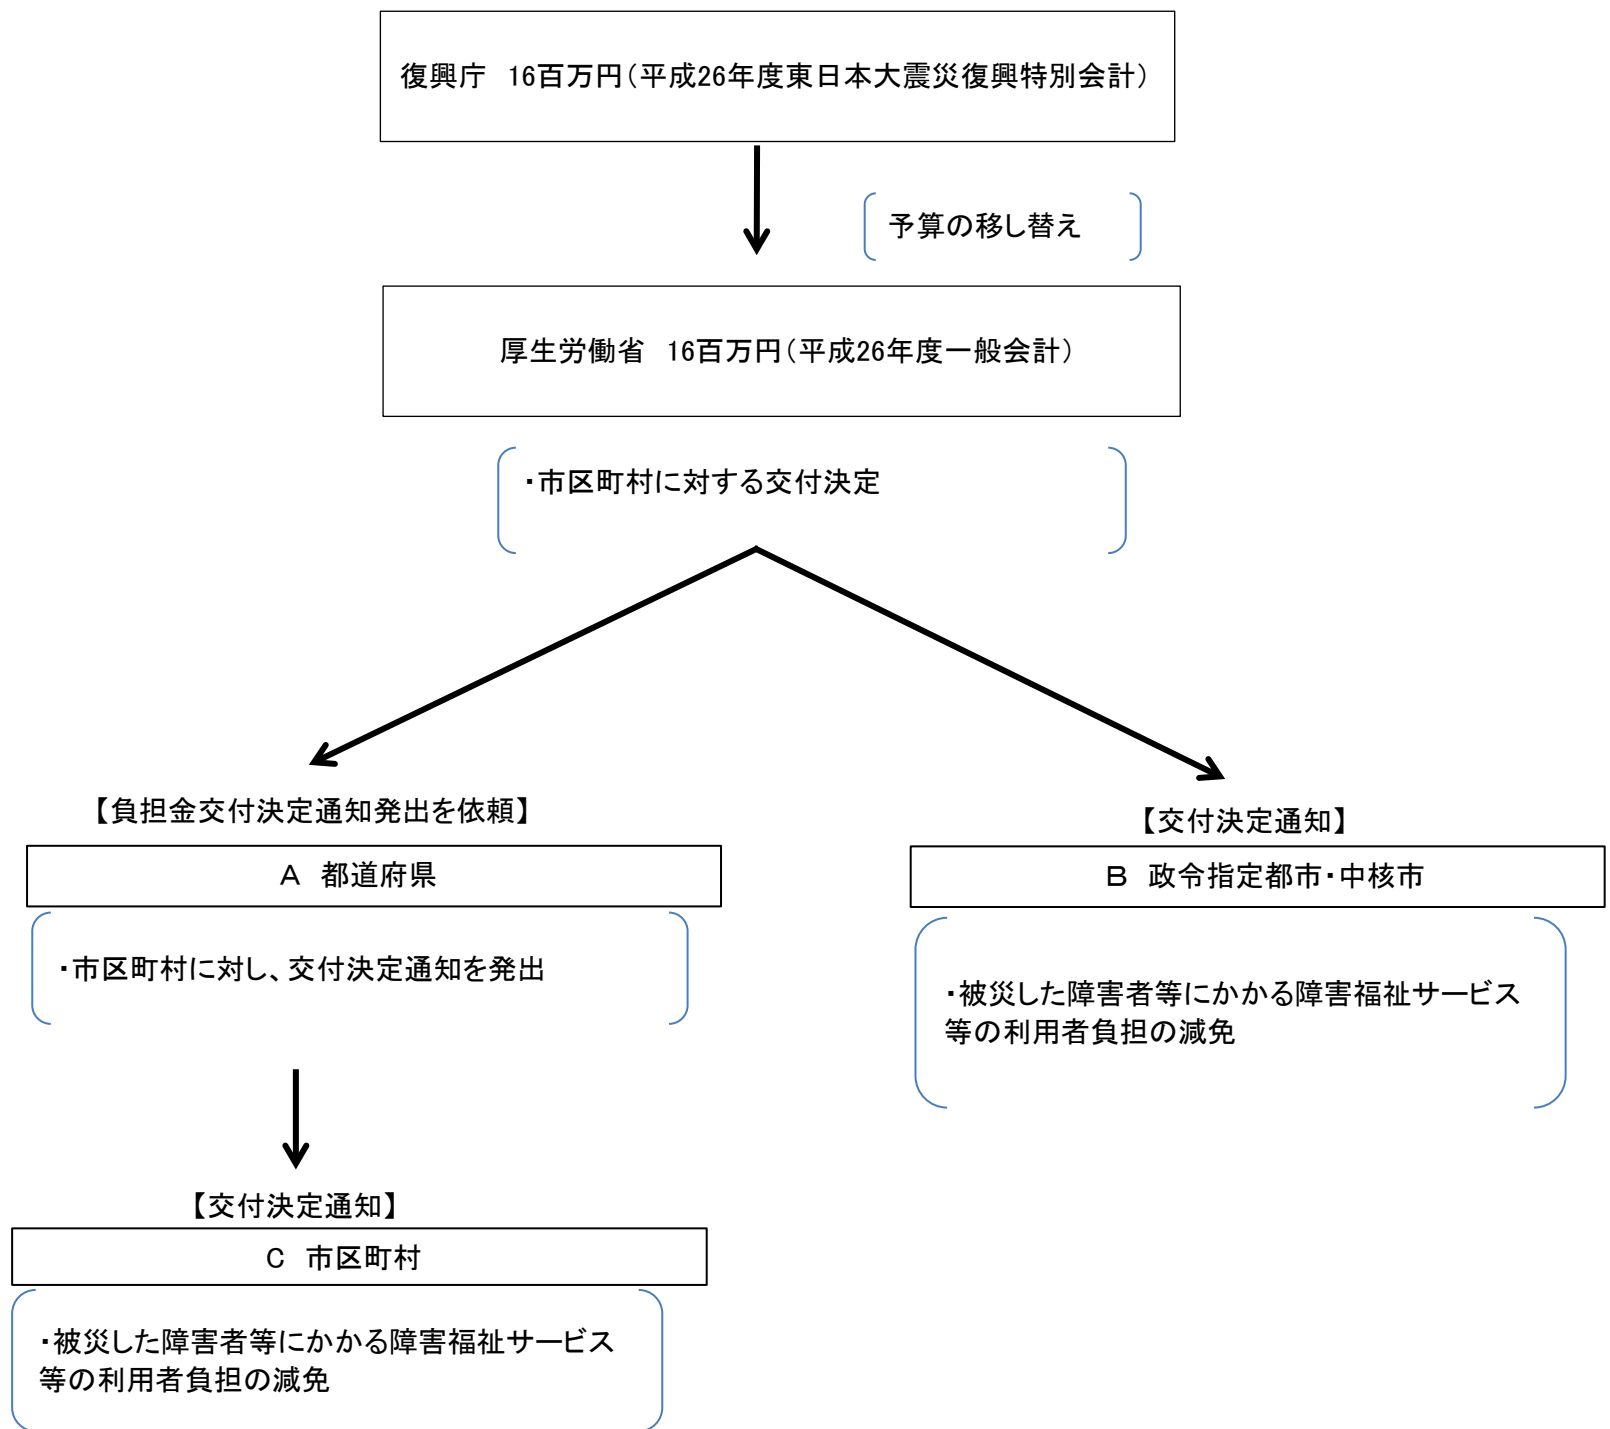 復興庁　16百万円（平成26年度東日本大震災復興特別会計）
予算の移し替え
厚生労働省　16百万円（平成26年度一般会計）
・市区町村に対する交付決定
【負担金交付決定通知発出を依頼】
A　都道府県
・市区町村に対し、交付決定通知を発出
【交付決定通知】
B　政令指定都市・中核市
・被災した障害者等にかかる障害福祉サービス
等の利用者負担の減免
【交付決定通知】
C　市区町村
・被災した障害者等にかかる障害福祉サービス
等の利用者負担の減免